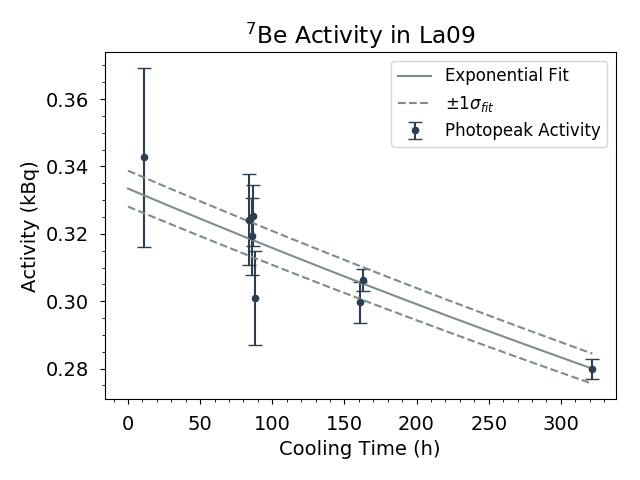 ⁷Be Activity in La09
Exponential Fit
±1σ_fit
Photopeak Activity
Activity (kBq)
0.36
0.34
0.32
0.30
0.28
0 50 100 150 200 250 300
Cooling Time (h)